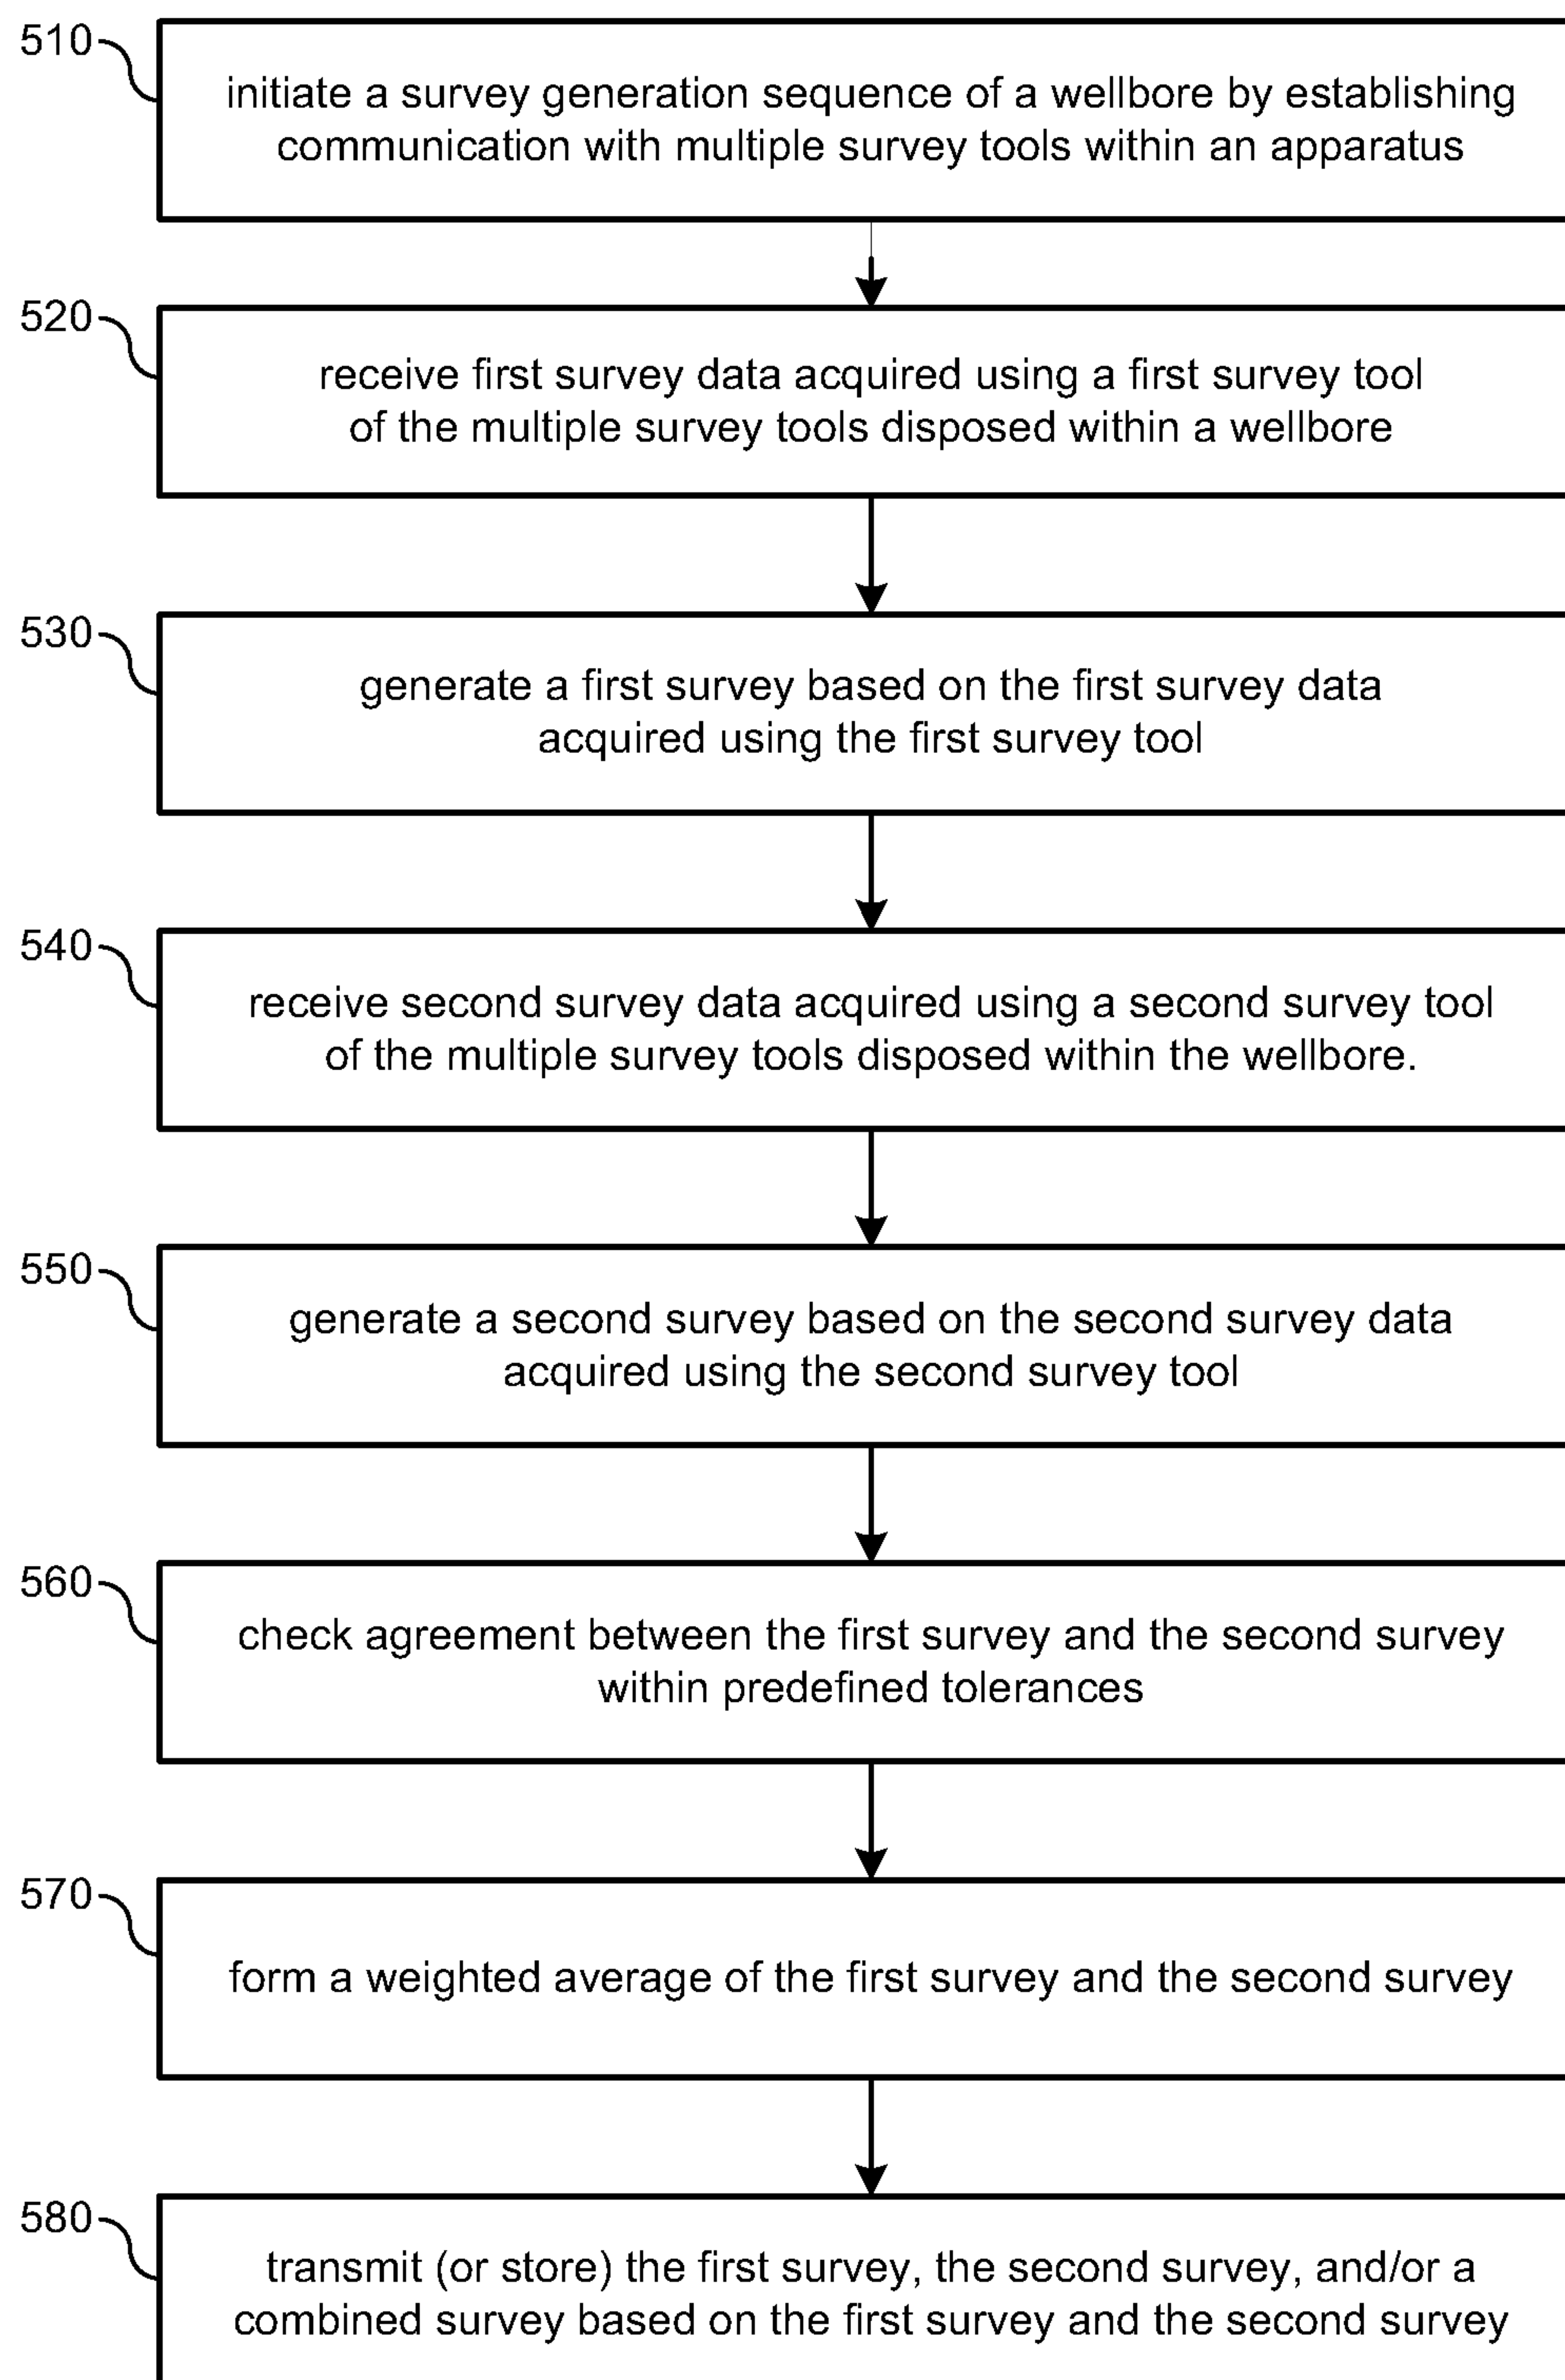 510
initiate a survey generation sequence of a wellbore by establishing
communication with multiple survey tools within an apparatus
520
receive first survey data acquired using a first survey tool
of the multiple survey tools disposed within a wellbore
530
generate a first survey based on the first survey data
acquired using the first survey tool
540
receive second survey data acquired using a second survey tool
of the multiple survey tools disposed within the wellbore.
550
generate a second survey based on the second survey data
acquired using the second survey tool
560
check agreement between the first survey and the second survey
within predefined tolerances
570
form a weighted average of the first survey and the second survey
580
transmit (or store) the first survey, the second survey, and/or a
combined survey based on the first survey and the second survey